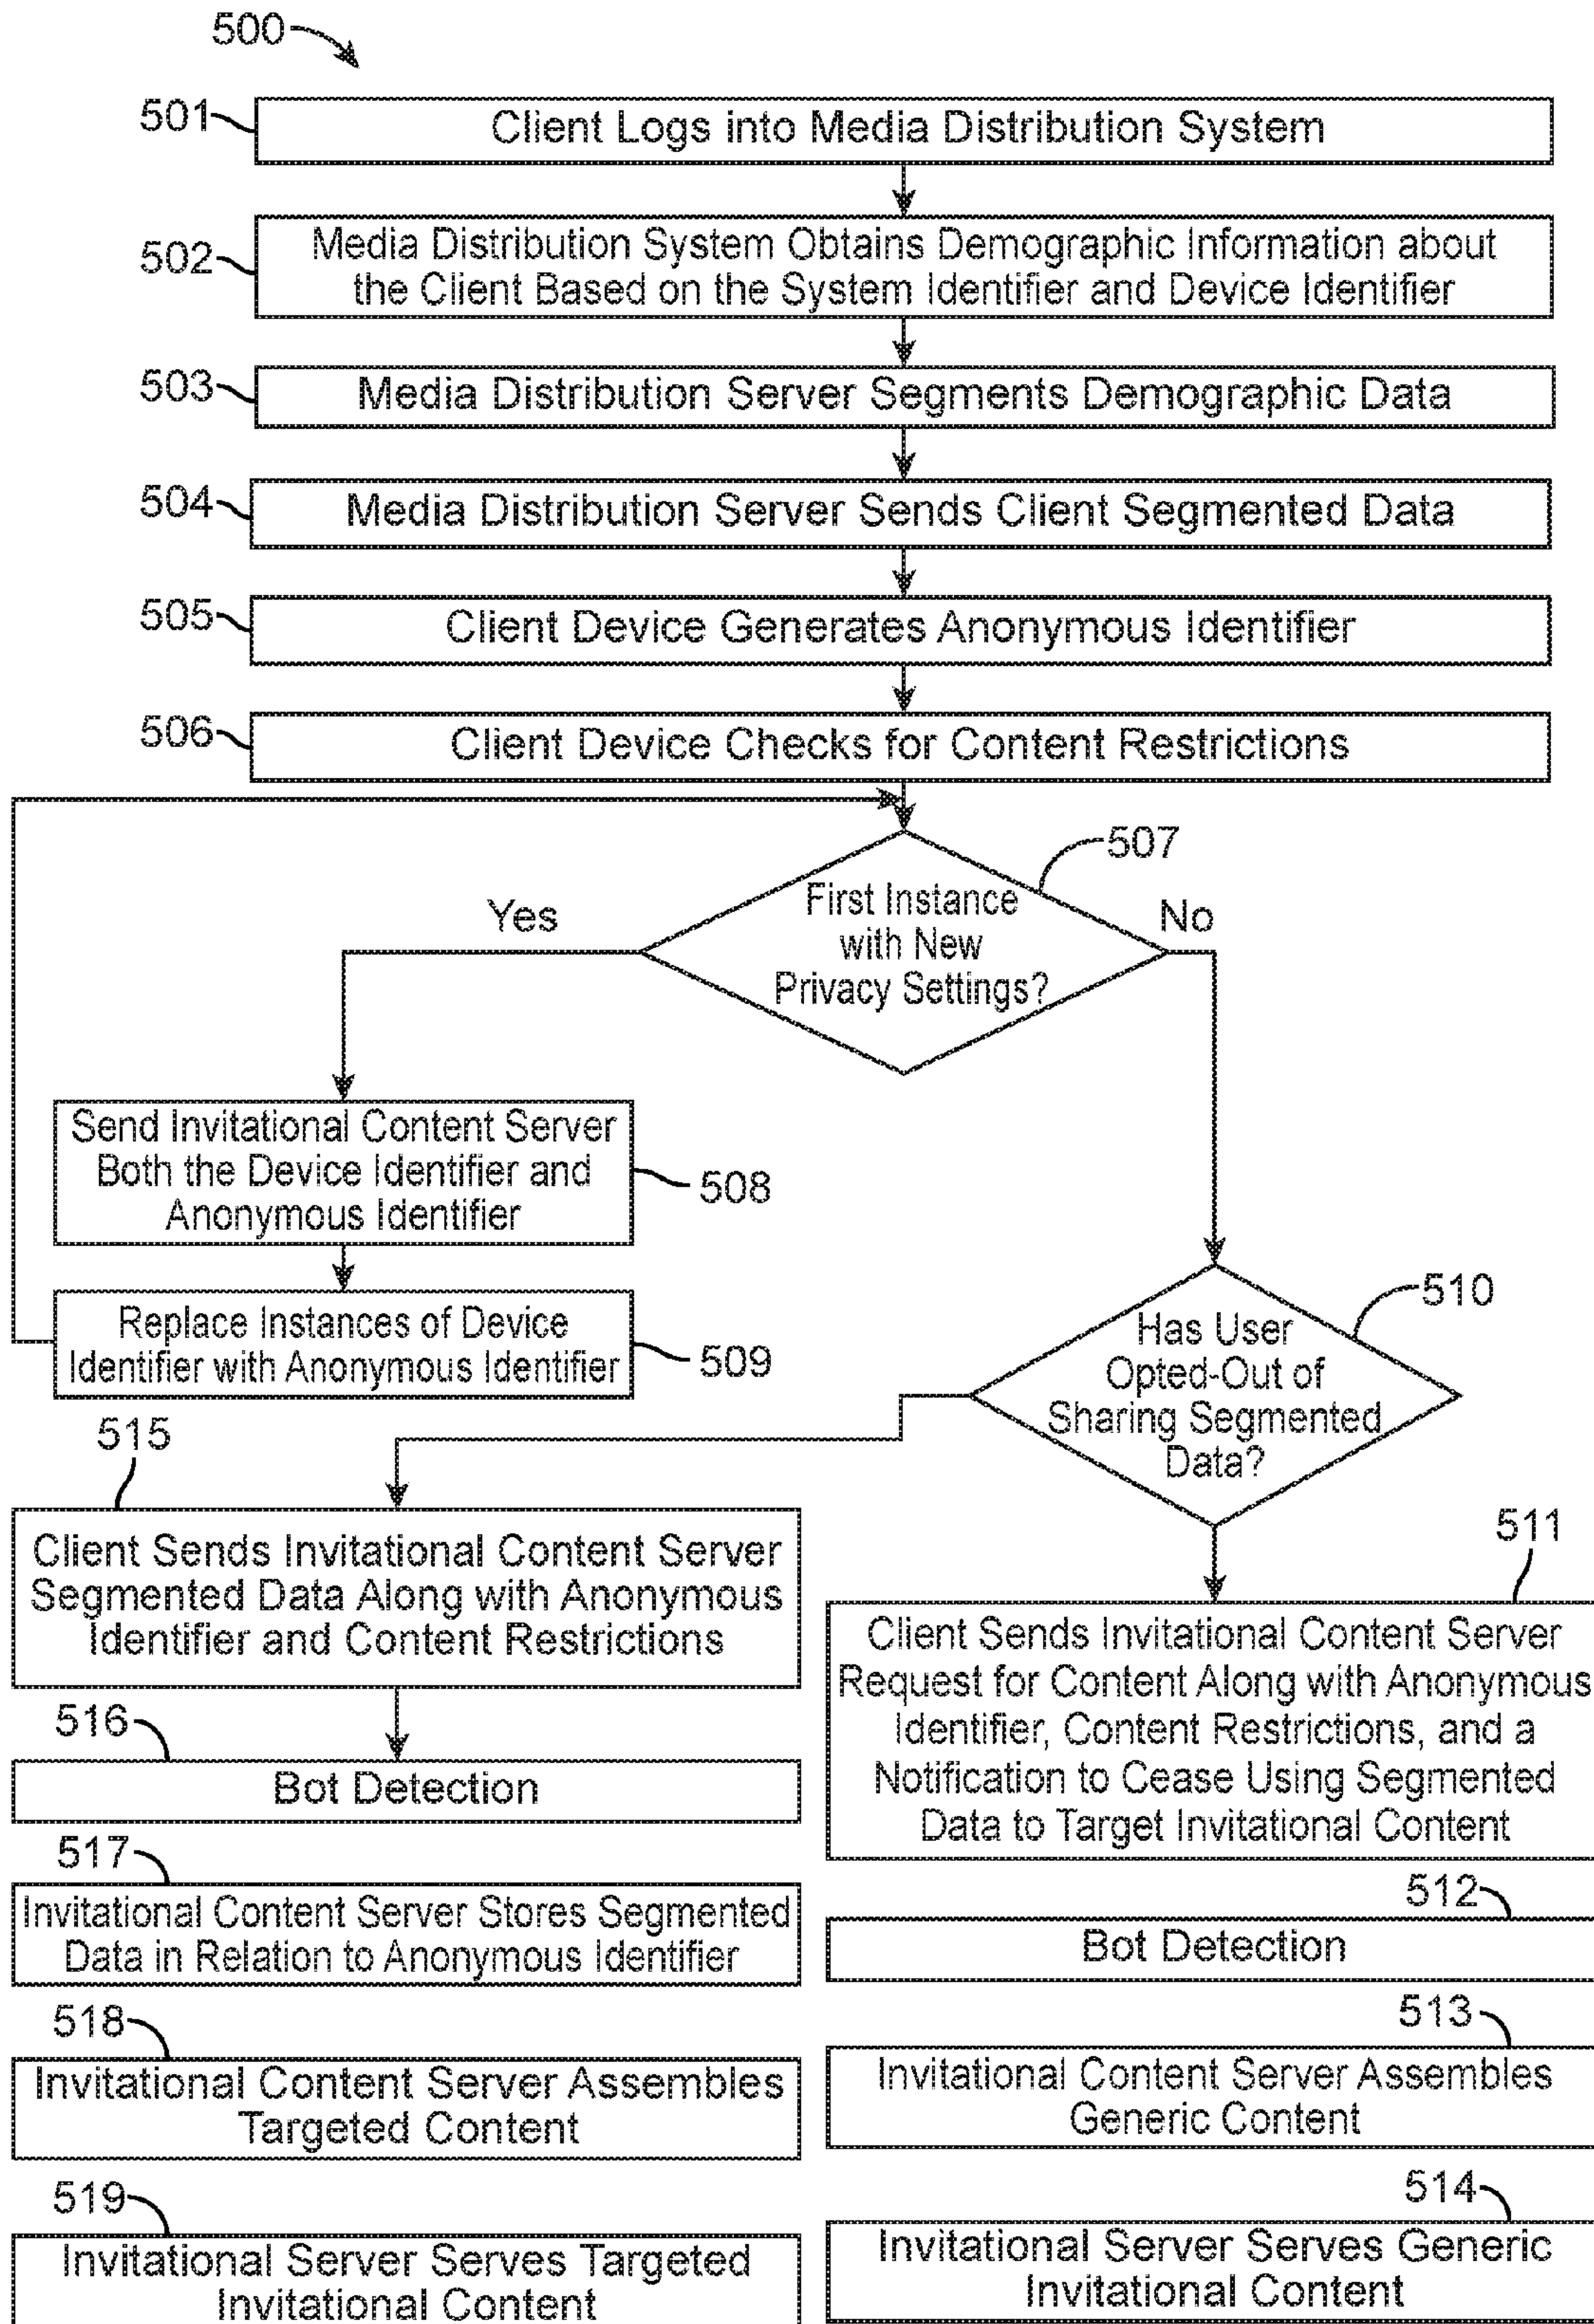 500
501
Client Logs into Media Distribution System
502
Media Distribution System Obtains Demographic Information about
the Client Based on the System Identifier and Device Identifier
503
Media Distribution Server Segments Demographic Data
504
Media Distribution Server Sends Client Segmented Data
505
Client Device Generates Anonymous Identifier
506
Client Device Checks for Content Restrictions
507
First Instance
with New
Privacy Settings?
Yes
No
Send Invitational Content Server
Both the Device Identifier and
Anonymous Identifier
508
Replace Instances of Device
Identifier with Anonymous Identifier
509
510
Has User
Opted-Out of
Sharing Segmented
Data?
515
Client Sends Invitational Content Server
Segmented Data Along with Anonymous
Identifier and Content Restrictions
516
Bot Detection
517
Invitational Content Server Stores Segmented
Data in Relation to Anonymous Identifier
518
Invitational Content Server Assembles
Targeted Content
519
Invitational Server Serves Targeted
Invitational Content
511
Client Sends Invitational Content Server
Request for Content Along with Anonymous
Identifier, Content Restrictions, and a
Notification to Cease Using Segmented
Data to Target Invitational Content
512
Bot Detection
513
Invitational Content Server Assembles
Generic Content
514
Invitational Server Serves Generic
Invitational Content